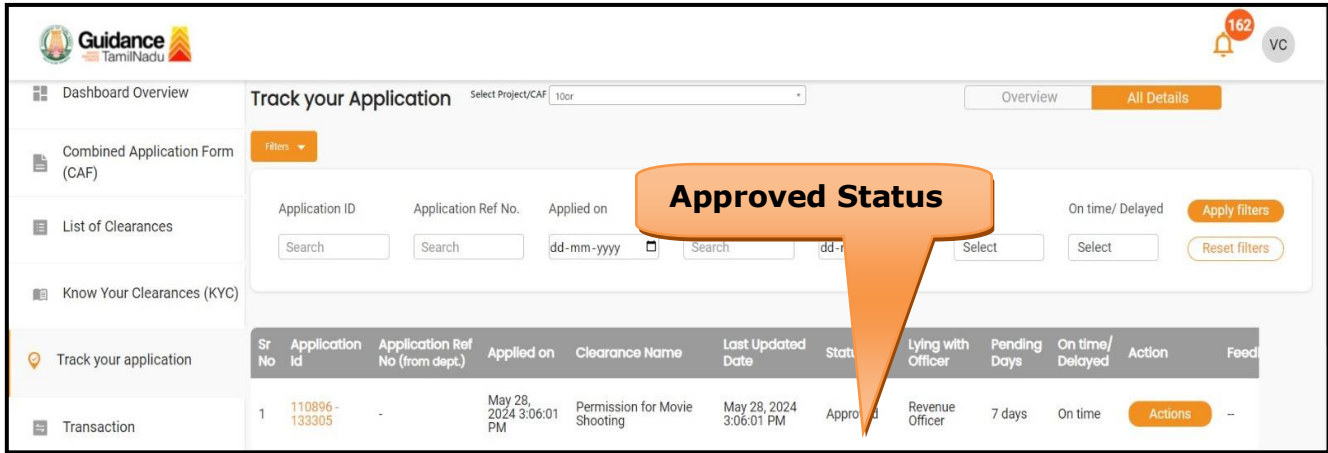 Guidance
TamilNadu
162
VC
Dashboard Overview
Track your Application
Select Project/CAF
10or
Overview
All Details
Combined Application Form
(CAF)
Filters
Approved Status
List of Clearances
Application ID
Application Ref No.
Applied on
On time/ Delayed
Apply filters
Search
Search
dd-mm-yyyy
Search
Select
Select
Reset filters
Know Your Clearances (KYC)
Track your application
Sr
No
Application
Id
Application Ref
No (from dept.)
Applied on
Clearance Name
Last Updated
Date
Lying with
Officer
Pending
Days
On time/
Delayed
Action
Transaction
1
110896 -
133305
-
May 28,
2024 3:06:01
PM
Permission for Movie
Shooting
May 28, 2024
3:06:01 PM
Approved
Revenue
Officer
7 days
On time
Actions
--